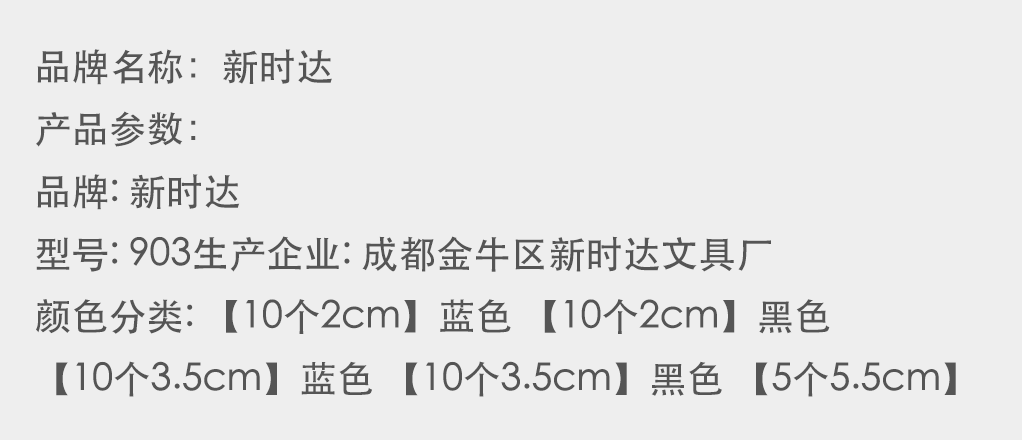 品牌名称：新时达
产品参数：
品牌: 新时达
型号: 903生产企业: 成都金牛区新时达文具厂
颜色分类: 【10个2cm】蓝色 【10个2cm】黑色
【10个3.5cm】蓝色 【10个3.5cm】黑色 【5个5.5cm】